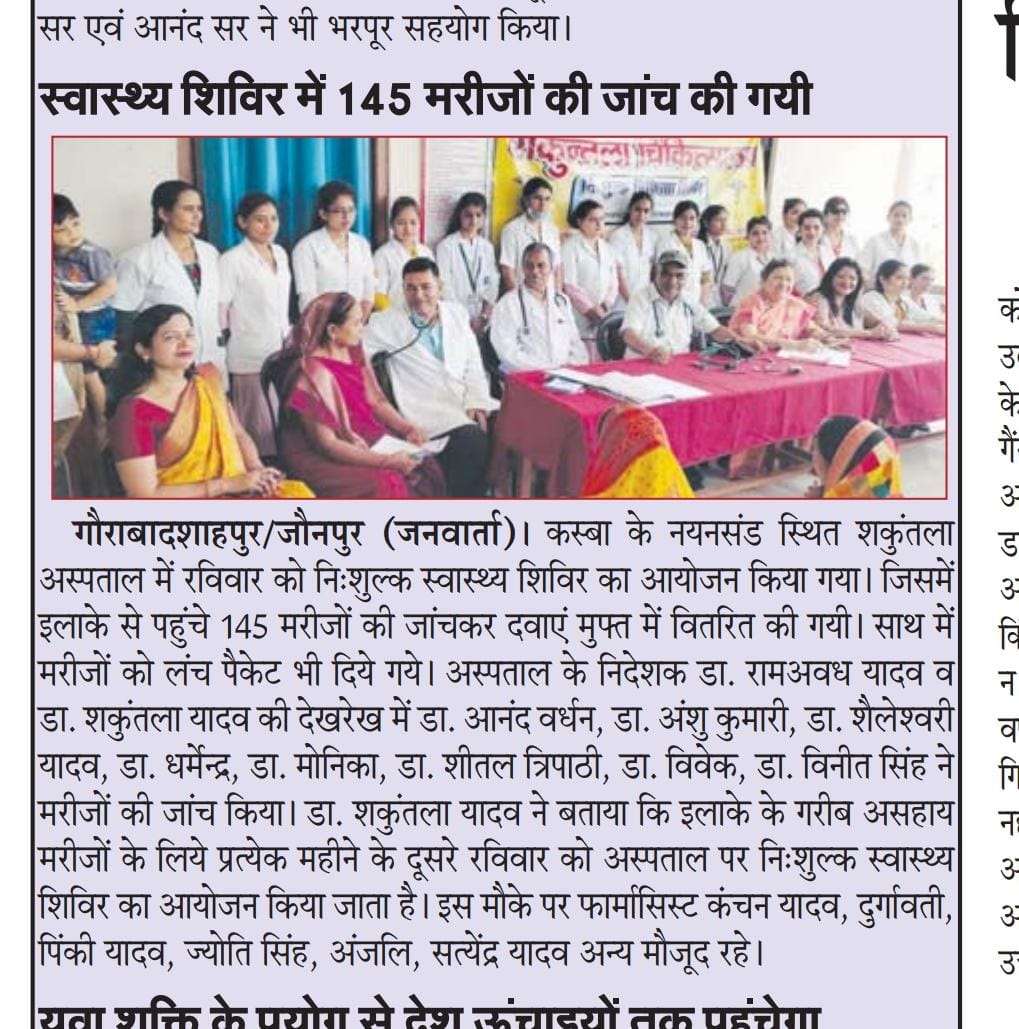 सर एवं आनंद सर ने भी भरपूर सहयोग किया।
स्वास्थ्य शिविर में 145 मरीजों की जांच की गयी
शकुन्तला चिकित्सालय
गौराबादशाहपुर/जौनपुर (जनवार्ता)। कस्बा के नयनसंड स्थित शकुंतला
अस्पताल में रविवार को निःशुल्क स्वास्थ्य शिविर का आयोजन किया गया। जिसमें
इलाके से पहुंचे 145 मरीजों की जांचकर दवाएं मुफ्त में वितरित की गयी। साथ में
मरीजों को लंच पैकेट भी दिये गये। अस्पताल के निदेशक डा. रामअवध यादव व
डा. शकुंतला यादव की देखरेख में डा. आनंद वर्धन, डा. अंशु कुमारी, डा. शैलेश्वरी
यादव, डा. धर्मेन्द्र, डा. मोनिका, डा. शीतल त्रिपाठी, डा. विवेक, डा. विनीत सिंह ने
मरीजों की जांच किया। डा. शकुंतला यादव ने बताया कि इलाके के गरीब असहाय
मरीजों के लिये प्रत्येक महीने के दूसरे रविवार को अस्पताल पर निःशुल्क स्वास्थ्य
शिविर का आयोजन किया जाता है। इस मौके पर फार्मासिस्ट कंचन यादव, दुर्गावती,
पिंकी यादव, ज्योति सिंह, अंजलि, सत्येंद्र यादव अन्य मौजूद रहे।
युवा शक्ति के प्रयोग से देश ऊंचाइयों तक पहुंचेगा